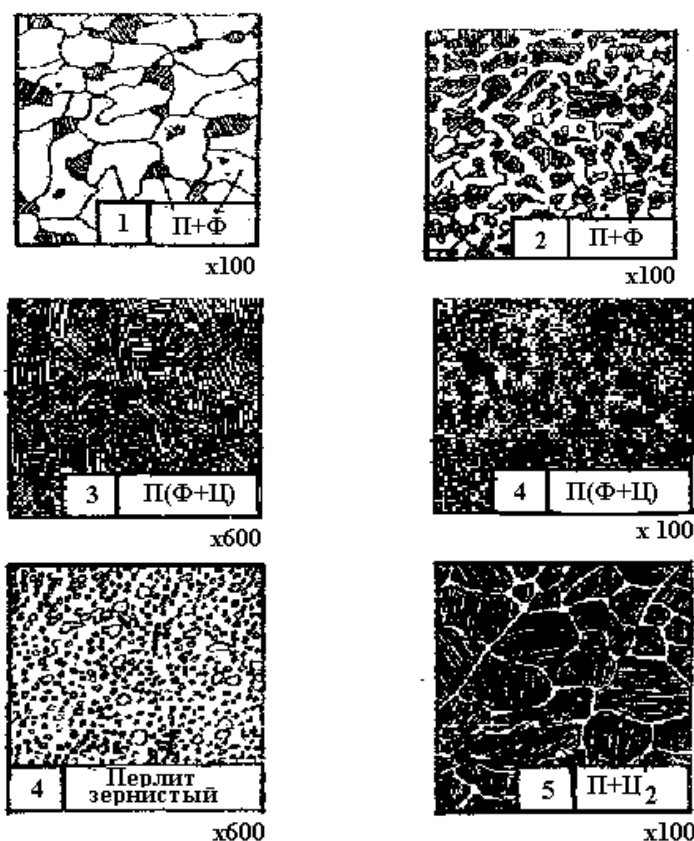 1 П+Ф
x100
2 П+Ф
x100
3 П(Ф+Ц)
x600
4 П(Ф+Ц)
x 100
4 Перлит
зернистый
x600
5 П+Ц2
x100